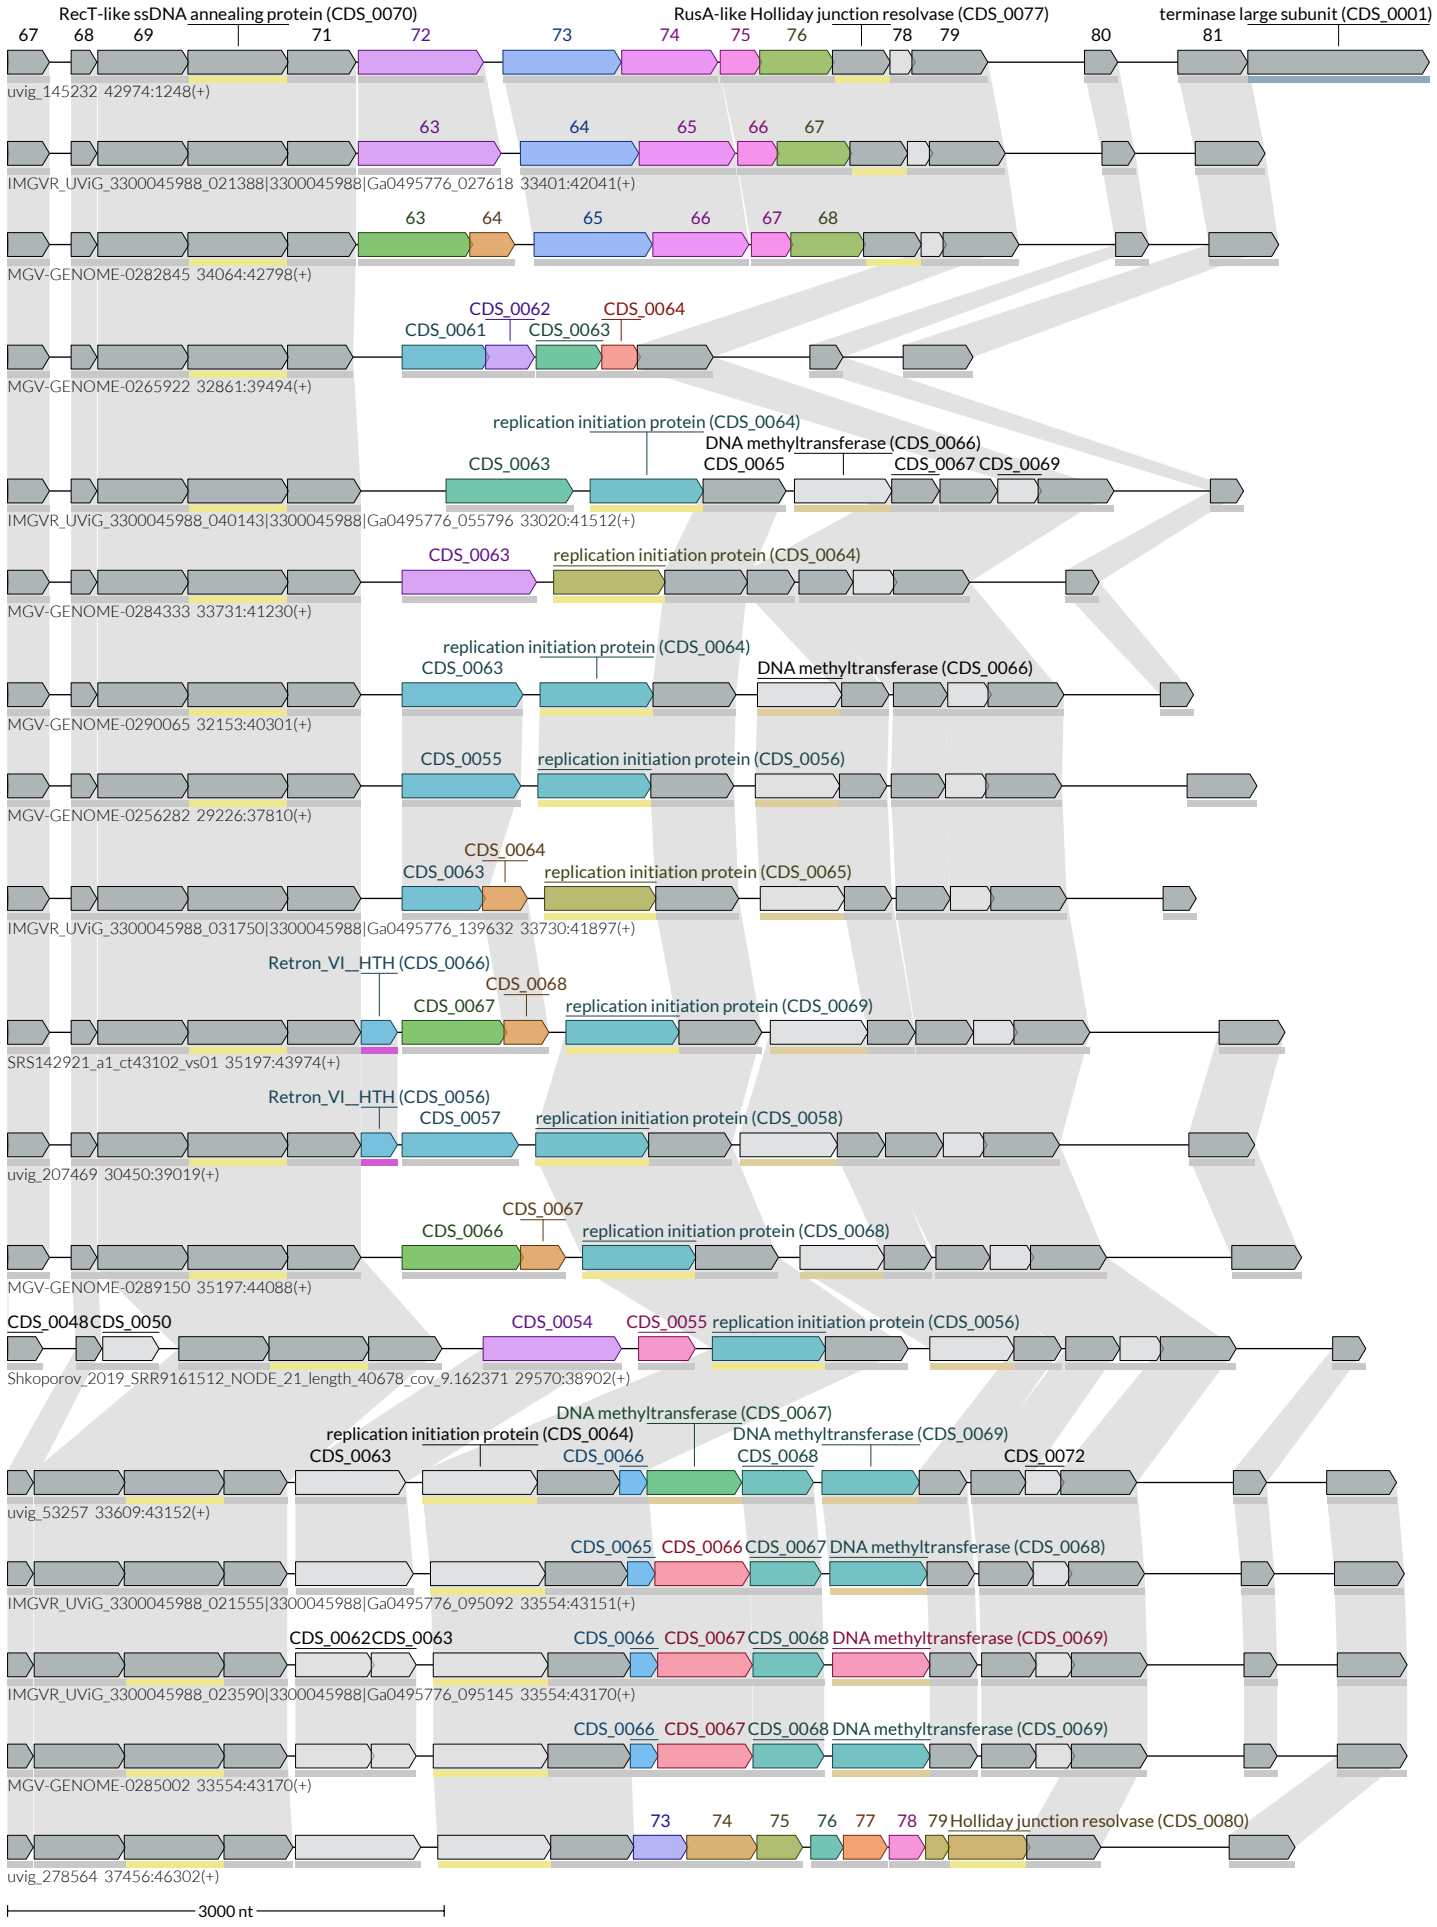 RecT-like ssDNA annealing protein (CDS_0070) RusA-like Holliday junction resolvase (CDS_0077) terminase large subunit (CDS_0001)
67 68 69 71 72 73 74 75 76 78 79 80 81
uvig_145232 42974:1248(+)
63 64 65 66 67
IMGVR_UViG_3300045988_021388|3300045988|Ga0495776_027618 33401:42041(+)
63 64 65 66 67 68
MGV-GENOME-0282845 34064:42798(+)
CDS_0062 CDS_0064
CDS_0061 CDS_0063
MGV-GENOME-0265922 32861:39494(+)
replication initiation protein (CDS_0064)
DNA methyltransferase (CDS_0066)
CDS_0063 CDS_0065 CDS_0067 CDS_0069
IMGVR_UViG_3300045988_040143|3300045988|Ga0495776_055796 33020:41512(+)
CDS_0063 replication initiation protein (CDS_0064)
MGV-GENOME-0284333 33731:41230(+)
replication initiation protein (CDS_0064)
CDS_0063 DNA methyltransferase (CDS_0066)
MGV-GENOME-0290065 32153:40301(+)
CDS_0055 replication initiation protein (CDS_0056)
MGV-GENOME-0256282 29226:37810(+)
CDS_0064
CDS_0063 replication initiation protein (CDS_0065)
IMGVR_UViG_3300045988_031750|3300045988|Ga0495776_139632 33730:41897(+)
Retron_VI__HTH (CDS_0066)
CDS_0068
CDS_0067 replication initiation protein (CDS_0069)
SRS142921_a1_ct43102_vs01 35197:43974(+)
Retron_VI__HTH (CDS_0056)
CDS_0057 replication initiation protein (CDS_0058)
uvig_207469 30450:39019(+)
CDS_0067
CDS_0066 replication initiation protein (CDS_0068)
MGV-GENOME-0289150 35197:44088(+)
CDS_0048 CDS_0050 CDS_0054 CDS_0055 replication initiation protein (CDS_0056)
Shkoporov_2019_SRR9161512_NODE_21_length_40678_cov_9.162371 29570:38902(+)
DNA methyltransferase (CDS_0067)
replication initiation protein (CDS_0064) DNA methyltransferase (CDS_0069)
CDS_0063 CDS_0066 CDS_0068 CDS_0072
uvig_53257 33609:43152(+)
CDS_0065 CDS_0066 CDS_0067 DNA methyltransferase (CDS_0068)
IMGVR_UViG_3300045988_021555|3300045988|Ga0495776_095092 33554:43151(+)
CDS_0062 CDS_0063 CDS_0066 CDS_0067 CDS_0068 DNA methyltransferase (CDS_0069)
IMGVR_UViG_3300045988_023590|3300045988|Ga0495776_095145 33554:43170(+)
CDS_0066 CDS_0067 CDS_0068 DNA methyltransferase (CDS_0069)
MGV-GENOME-0285002 33554:43170(+)
73 74 75 76 77 78 79 Holliday junction resolvase (CDS_0080)
uvig_278564 37456:46302(+)
3000 nt